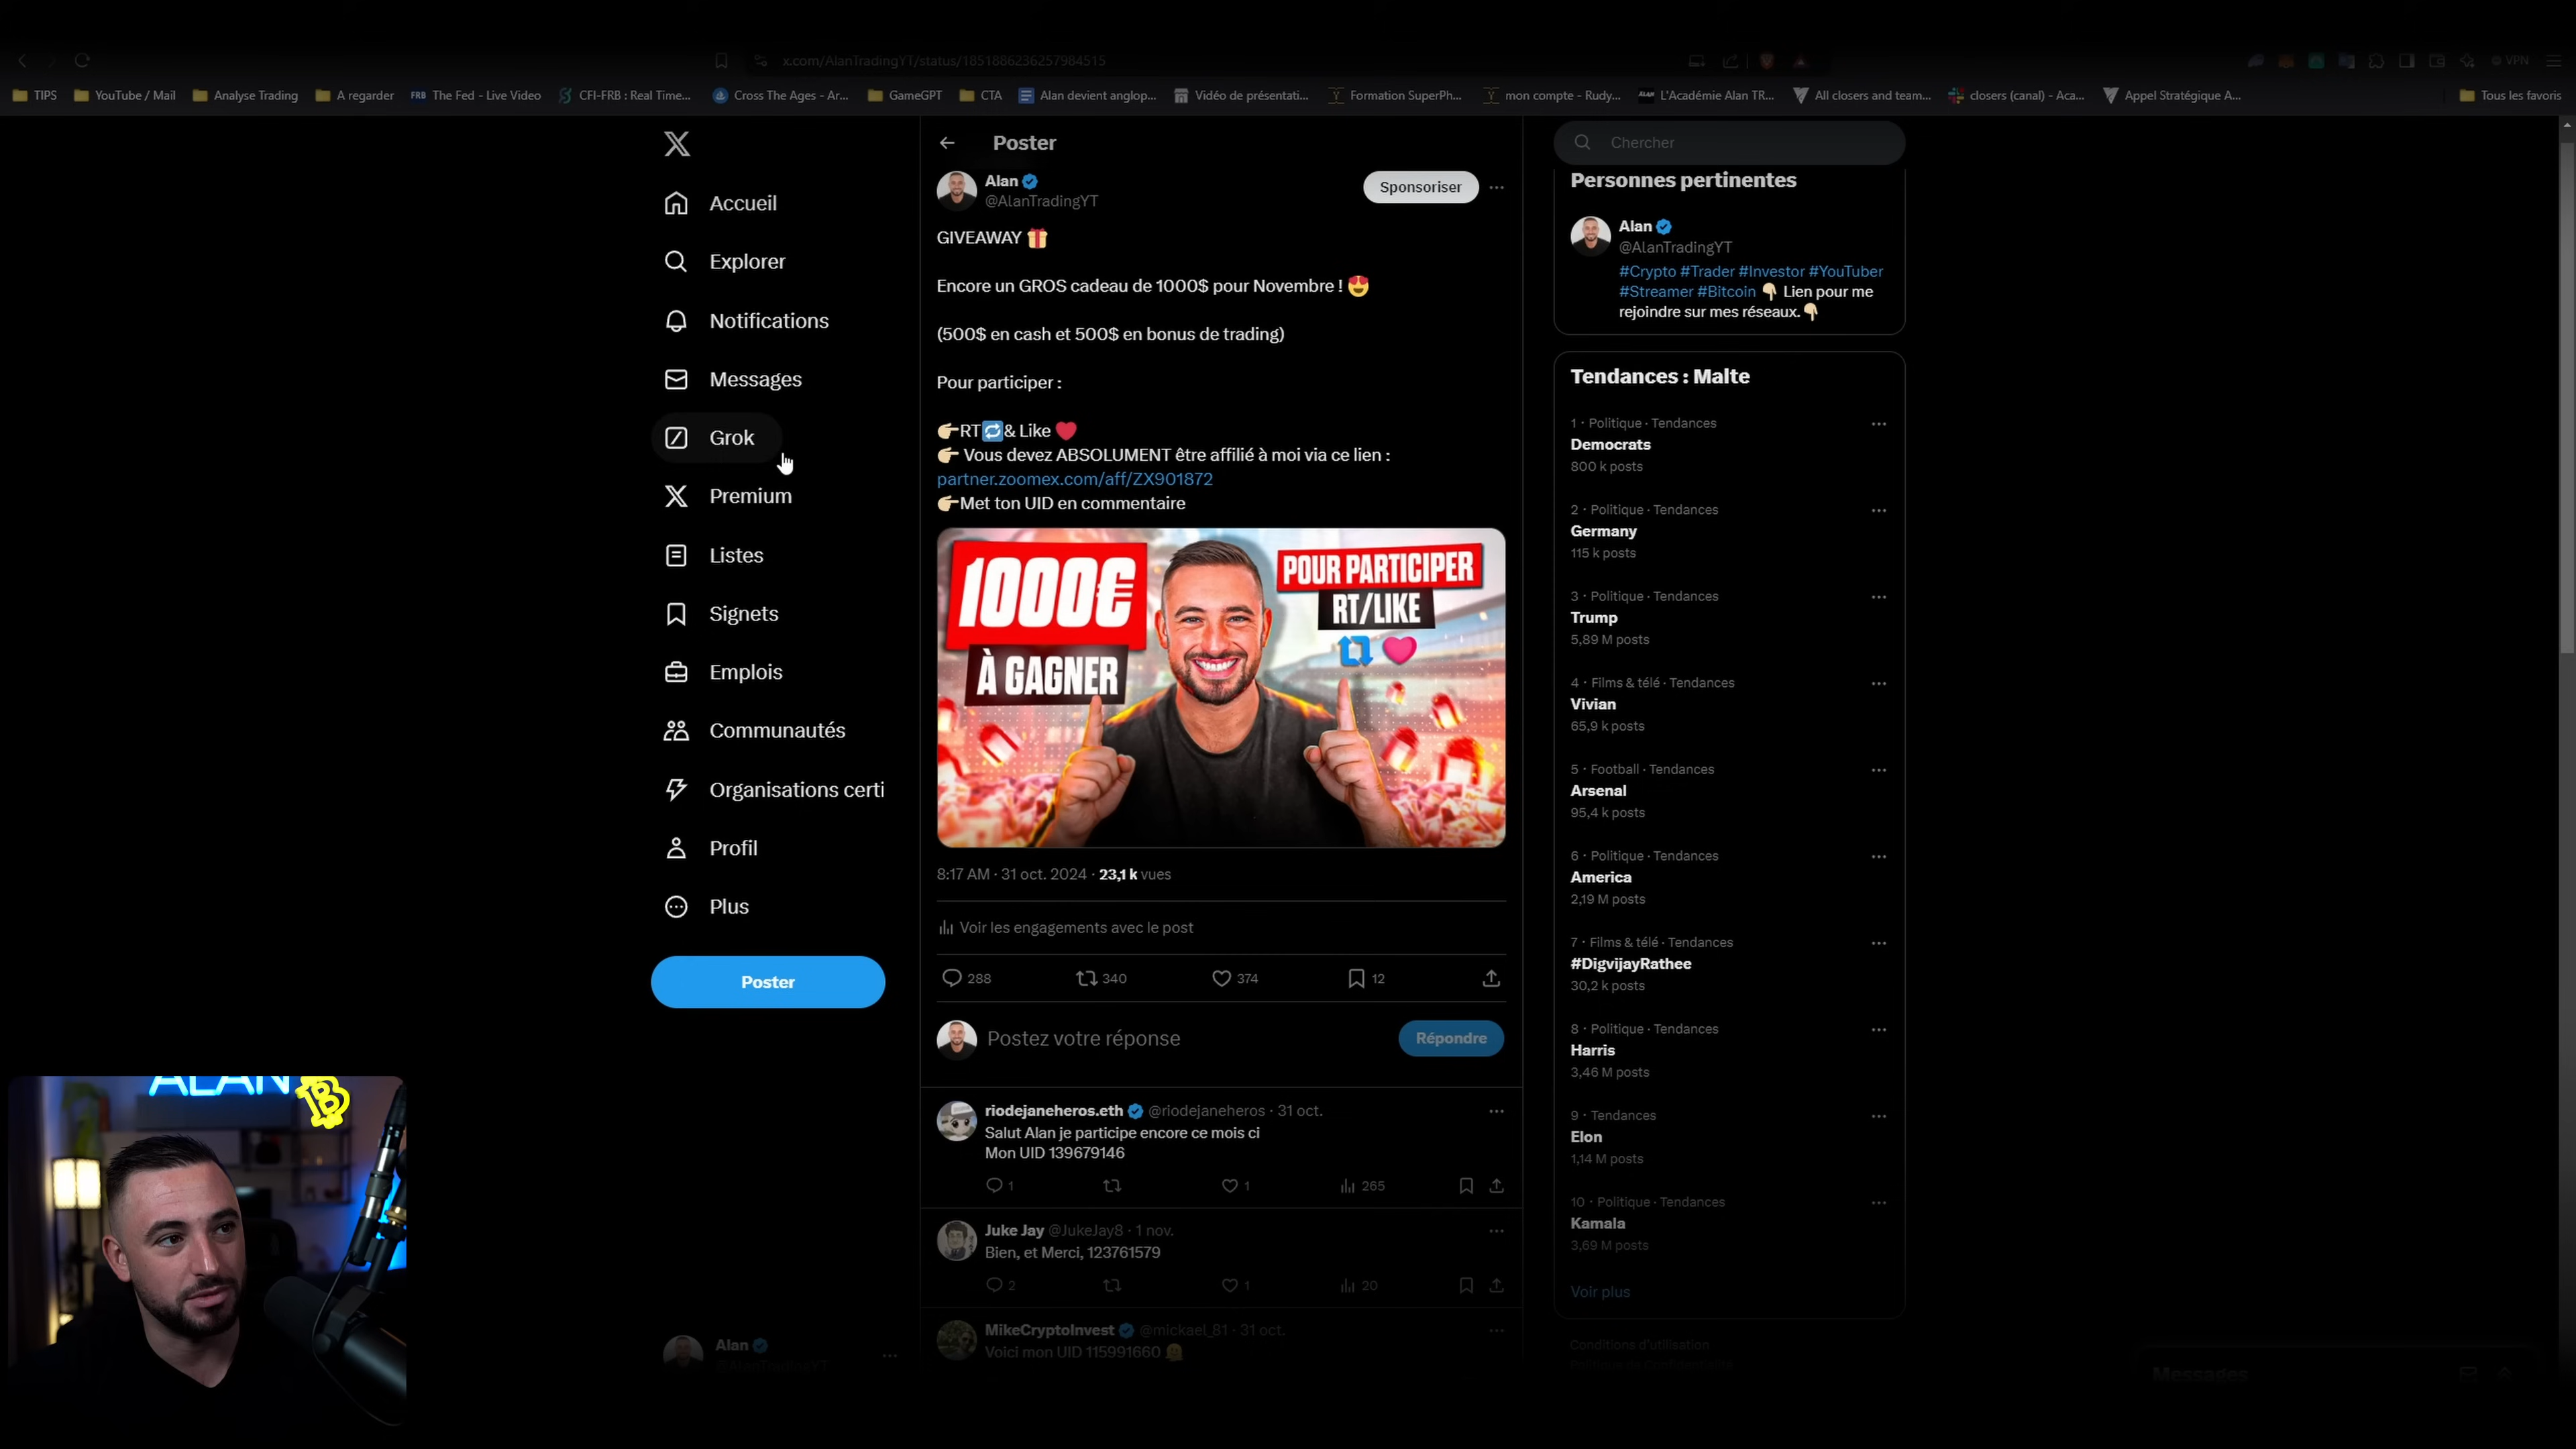 x.com/AlanTradingYT/status/1851886236257984515
VPN
TIPS
YouTube / Mail
Analyse Trading
A regarder
FRB The Fed - Live Video
CFI-FRB : Real Time...
Cross The Ages - Ar...
GameGPT
CTA
Alan devient anglop...
Vidéo de présentati...
Formation SuperPh...
mon compte - Rudy...
L'Académie Alan TR...
All closers and team...
closers (canal) - Aca...
Appel Stratégique A...
Tous les favoris
Accueil
Explorer
Notifications
Messages
Grok
Premium
Listes
Signets
Emplois
Communautés
Organisations certi
Profil
Plus
Poster
Alan
Poster
Alan
@AlanTradingYT
Sponsoriser
GIVEAWAY 🎁
Encore un GROS cadeau de 1000$ pour Novembre ! 😍
(500$ en cash et 500$ en bonus de trading)
Pour participer :
👉🏻RT🔁& Like ❤️
👉🏻 Vous devez ABSOLUMENT être affilié à moi via ce lien :
partner.zoomex.com/aff/ZX901872
👉🏻Met ton UID en commentaire
1000€
À GAGNER
POUR PARTICIPER
RT/LIKE
8:17 AM · 31 oct. 2024 · 23,1 k vues
Voir les engagements avec le post
288 340 374 12
Postez votre réponse
Répondre
riodejaneheros.eth @riodejaneheros · 31 oct.
Salut Alan je participe encore ce mois ci
Mon UID 139679146
1 1 265
Juke Jay @JukeJay8 · 1 nov.
Bien, et Merci, 123761579
2 1 20
MikeCryptoInvest @mickael_81 · 31 oct.
Voici mon UID 115991660
Chercher
Personnes pertinentes
Alan
@AlanTradingYT
#Crypto #Trader #Investor #YouTuber
#Streamer #Bitcoin 👇🏻 Lien pour me
rejoindre sur mes réseaux.👇🏻
Tendances : Malte
1 · Politique · Tendances
Democrats
800 k posts
2 · Politique · Tendances
Germany
115 k posts
3 · Politique · Tendances
Trump
5,89 M posts
4 · Films & télé · Tendances
Vivian
65,9 k posts
5 · Football · Tendances
Arsenal
95,4 k posts
6 · Politique · Tendances
America
2,19 M posts
7 · Films & télé · Tendances
#DigvijayRathee
30,2 k posts
8 · Politique · Tendances
Harris
3,46 M posts
9 · Tendances
Elon
1,14 M posts
10 · Politique · Tendances
Kamala
3,69 M posts
Voir plus
Conditions d'utilisation
Messages
ALAN